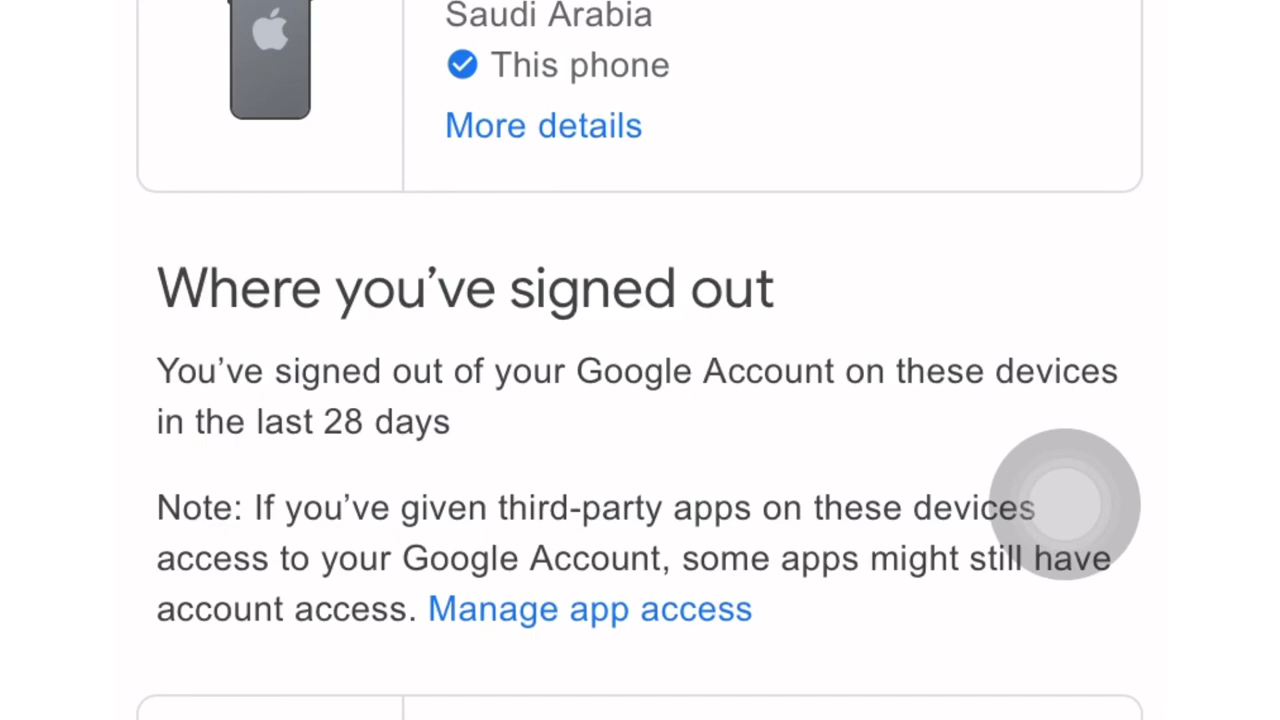 Saudi Arabia
This phone
More details
Where you’ve signed out
You’ve signed out of your Google Account on these devices
in the last 28 days
Note: If you’ve given third-party apps on these devices
access to your Google Account, some apps might still have
account access. Manage app access